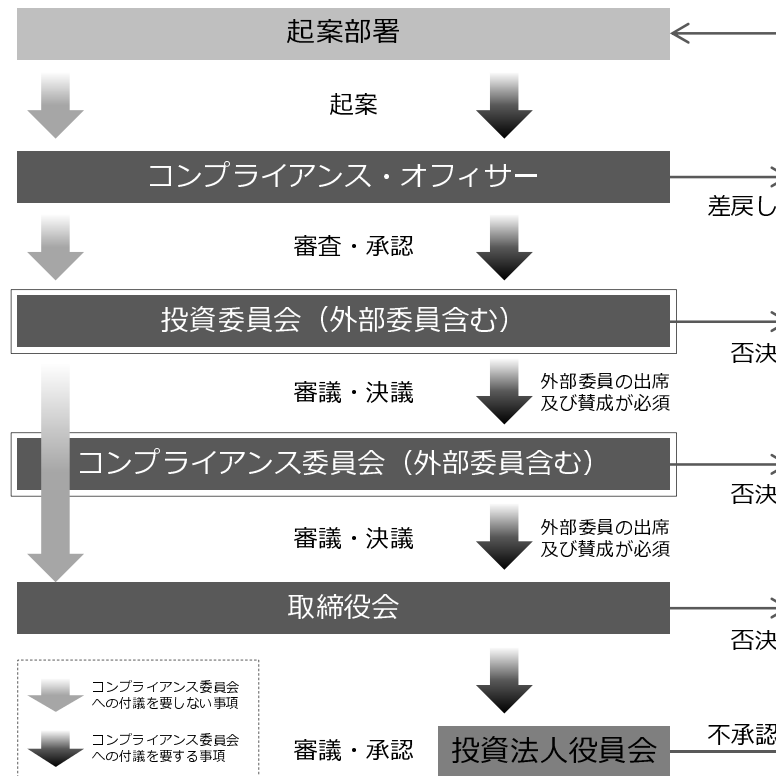 起案部署
起案
コンプライアンス・オフィサー
差戻し
審査・承認
投資委員会（外部委員含む）
否決
審議・決議
外部委員の出席
及び賛成が必須
コンプライアンス委員会（外部委員含む）
否決
審議・決議
外部委員の出席
及び賛成が必須
取締役会
否決
コンプライアンス委員会
への付議を要しない事項
コンプライアンス委員会
への付議を要する事項
審議・承認
投資法人役員会
不承認